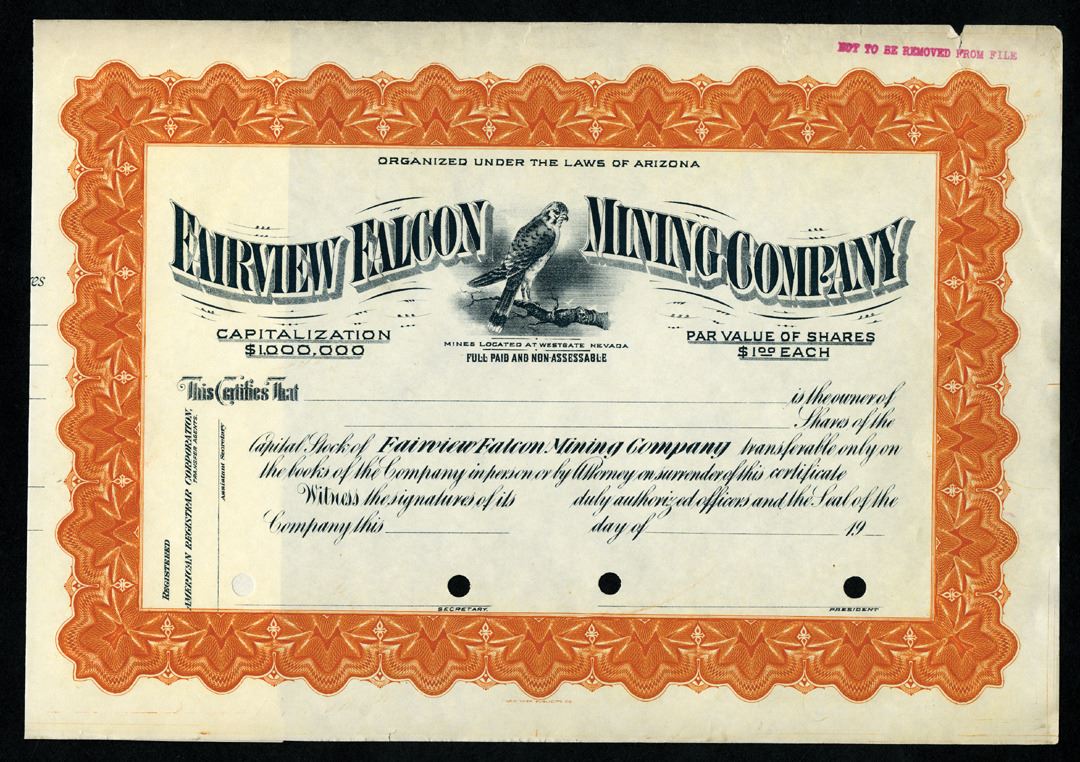 NOT TO BE REMOVED FROM FILE
ORGANIZED UNDER THE LAWS OF ARIZONA
FAIRVIEW FALCON MINING COMPANY
CAPITALIZATION
$1,000,000
MINES LOCATED AT WESTGATE NEVADA
FULL PAID AND NON-ASSESSABLE
PAR VALUE OF SHARES
$1.00 EACH
This Certifies That is the owner of
Shares of the
Capital Stock of Fairview Falcon Mining Company transferable only on
the books of the Company in person or by Attorney on surrender of this certificate
Witness the signatures of its duly authorized officers and the Seal of the
Company this day of 19
SECRETARY.
PRESIDENT
REGISTERED
AMERICAN REGISTRAR CORPORATION,
TRANSFER AGENTS.
Assistant Secretary
res